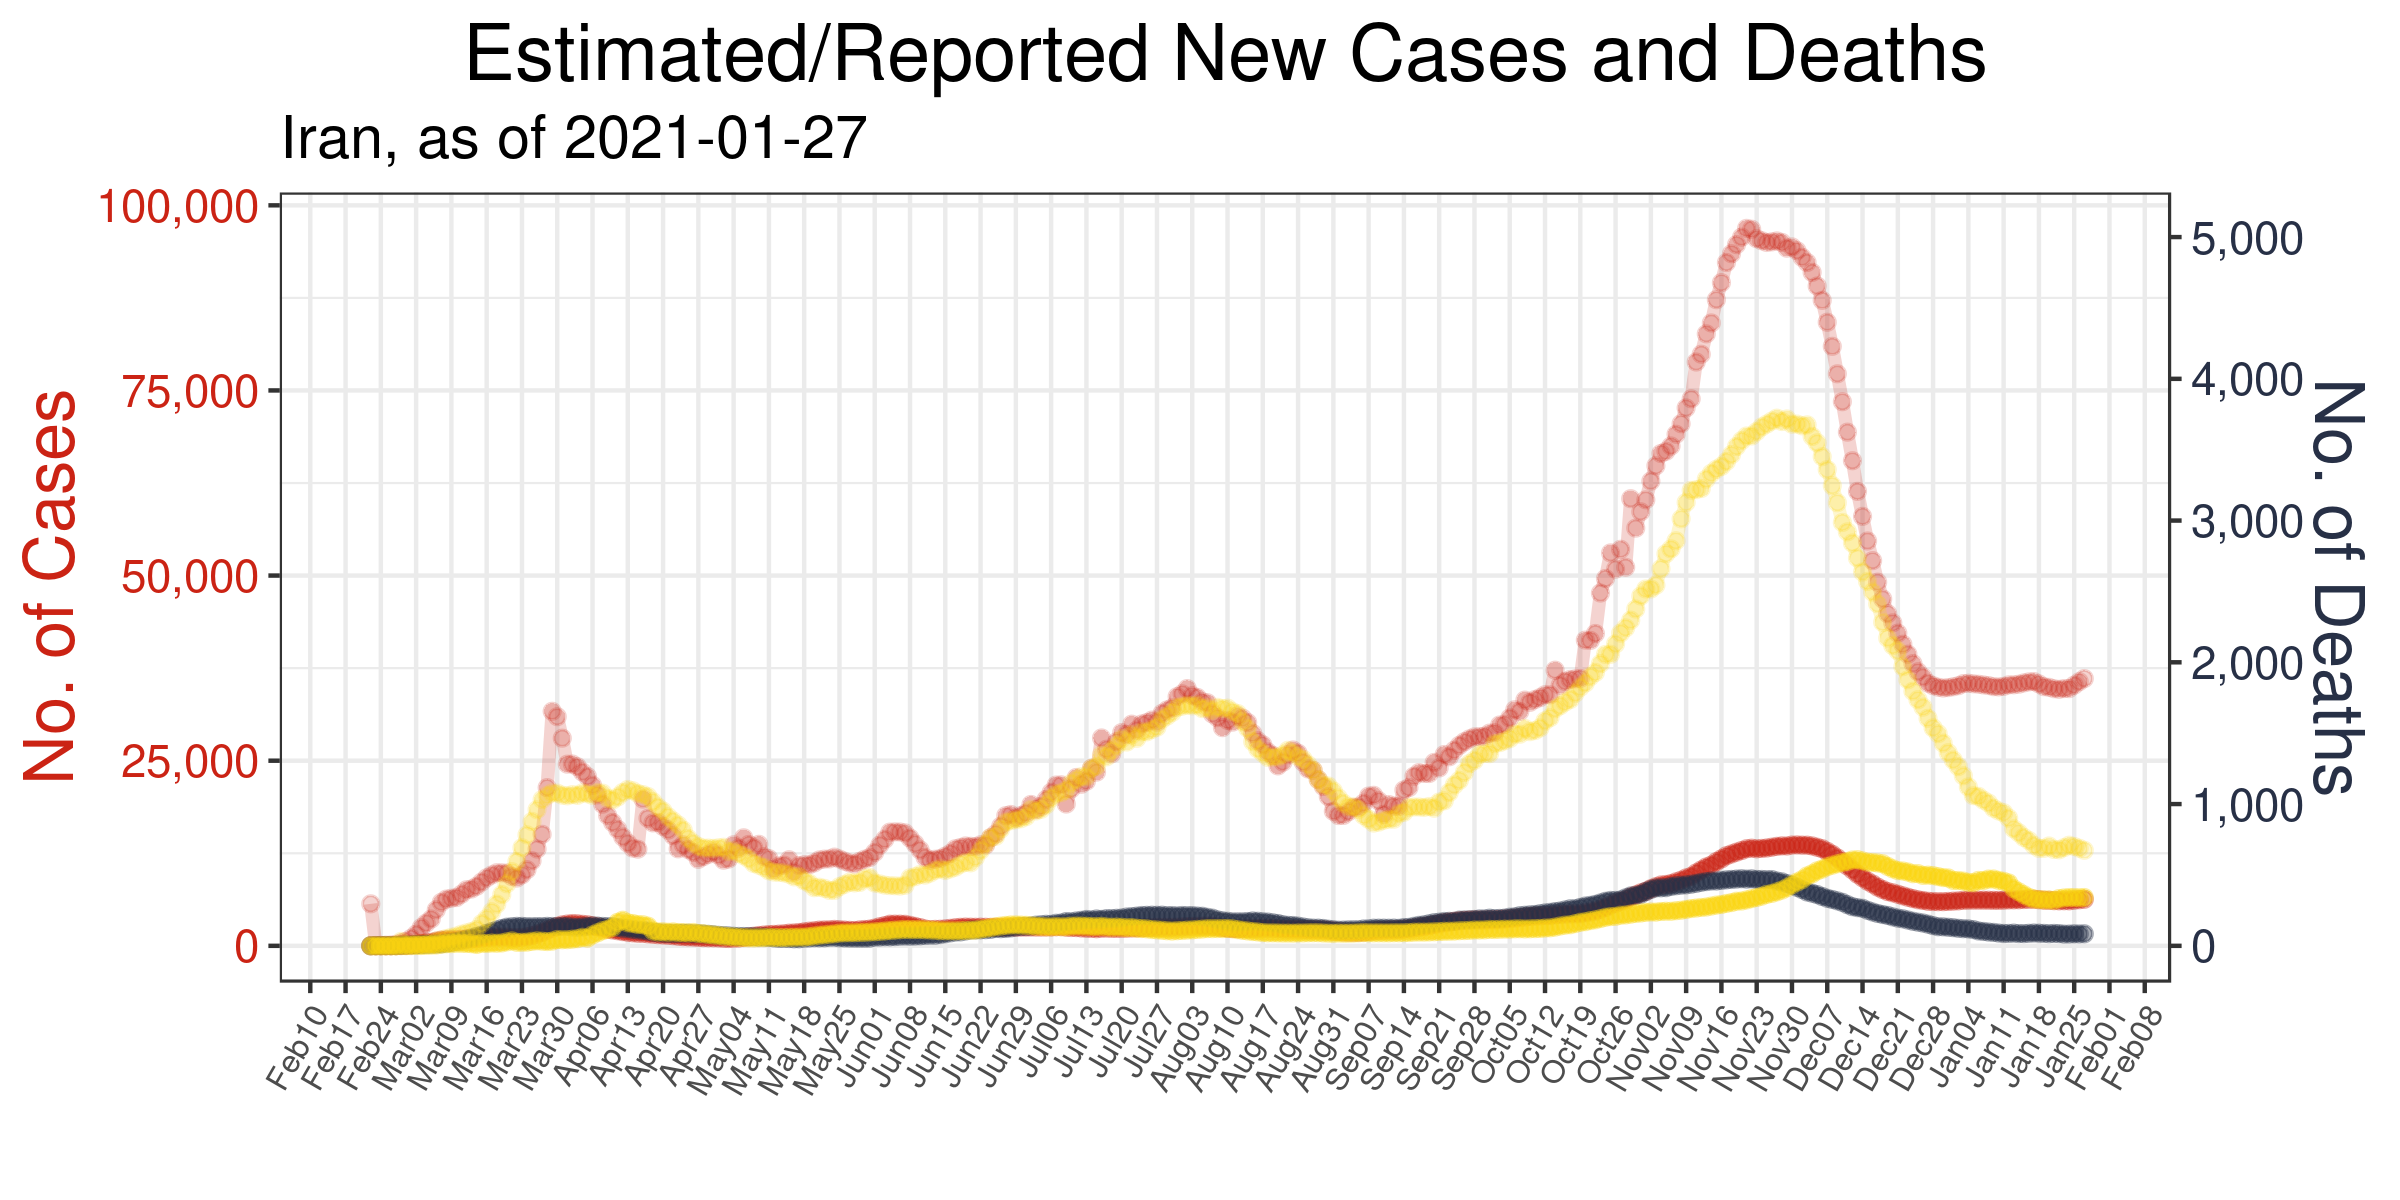 Estimated/Reported New Cases and Deaths
Iran, as of 2021-01-27
No. of Cases
100,000
75,000
50,000
25,000
0
5,000
4,000
3,000
2,000
1,000
0
No. of Deaths
Feb10
Feb17
Feb24
Mar02
Mar09
Mar16
Mar23
Mar30
Apr06
Apr13
Apr20
Apr27
May04
May11
May18
May25
Jun01
Jun08
Jun15
Jun22
Jun29
Jul06
Jul13
Jul20
Jul27
Aug03
Aug10
Aug17
Aug24
Aug31
Sep07
Sep14
Sep21
Sep28
Oct05
Oct12
Oct19
Oct26
Nov02
Nov09
Nov16
Nov23
Nov30
Dec07
Dec14
Dec21
Dec28
Jan04
Jan11
Jan18
Jan25
Feb01
Feb08